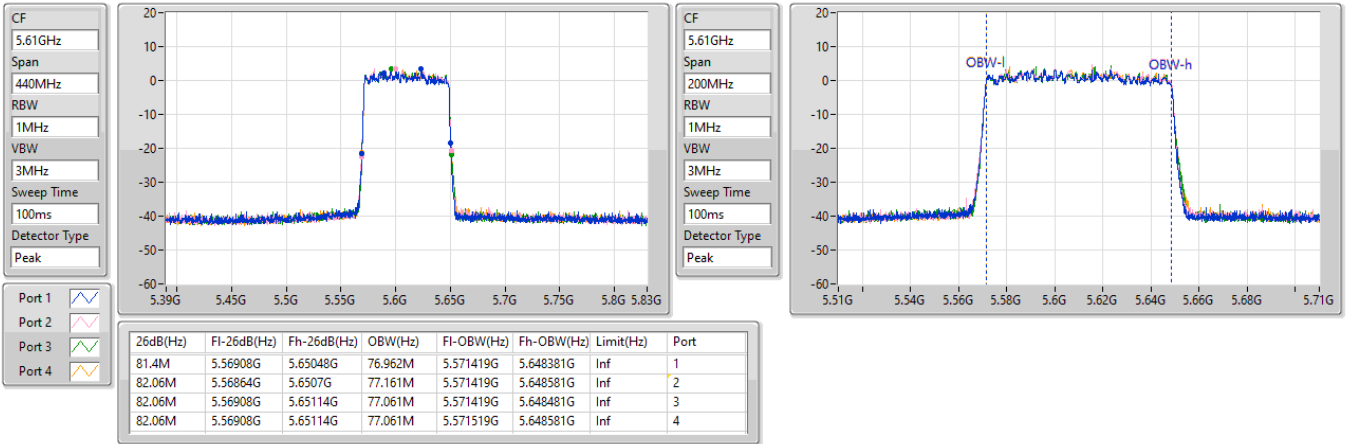 CF
5.61GHz
Span
440MHz
RBW
1MHz
VBW
3MHz
Sweep Time
100ms
Detector Type
Peak
20-
10-
0-
-10-
-20-
-30-
-40-
-50-
-60-
5.39G 5.45G 5.5G 5.55G 5.6G 5.65G 5.7G 5.75G 5.8G 5.83G
CF
5.61GHz
Span
200MHz
RBW
1MHz
VBW
3MHz
Sweep Time
100ms
Detector Type
Peak
20-
10-
0-
-10-
-20-
-30-
-40-
-50-
-60-
OBW-l OBW-h
5.51G 5.54G 5.56G 5.58G 5.6G 5.62G 5.64G 5.66G 5.68G 5.71G
Port 1
Port 2
Port 3
Port 4
26dB(Hz) Fl-26dB(Hz) Fh-26dB(Hz) OBW(Hz) Fl-OBW(Hz) Fh-OBW(Hz) Limit(Hz) Port
81.4M 5.56908G 5.65048G 76.962M 5.571419G 5.648381G Inf 1
82.06M 5.56864G 5.6507G 77.161M 5.571419G 5.648581G Inf 2
82.06M 5.56908G 5.65114G 77.061M 5.571419G 5.648481G Inf 3
82.06M 5.56908G 5.65114G 77.061M 5.571519G 5.648581G Inf 4